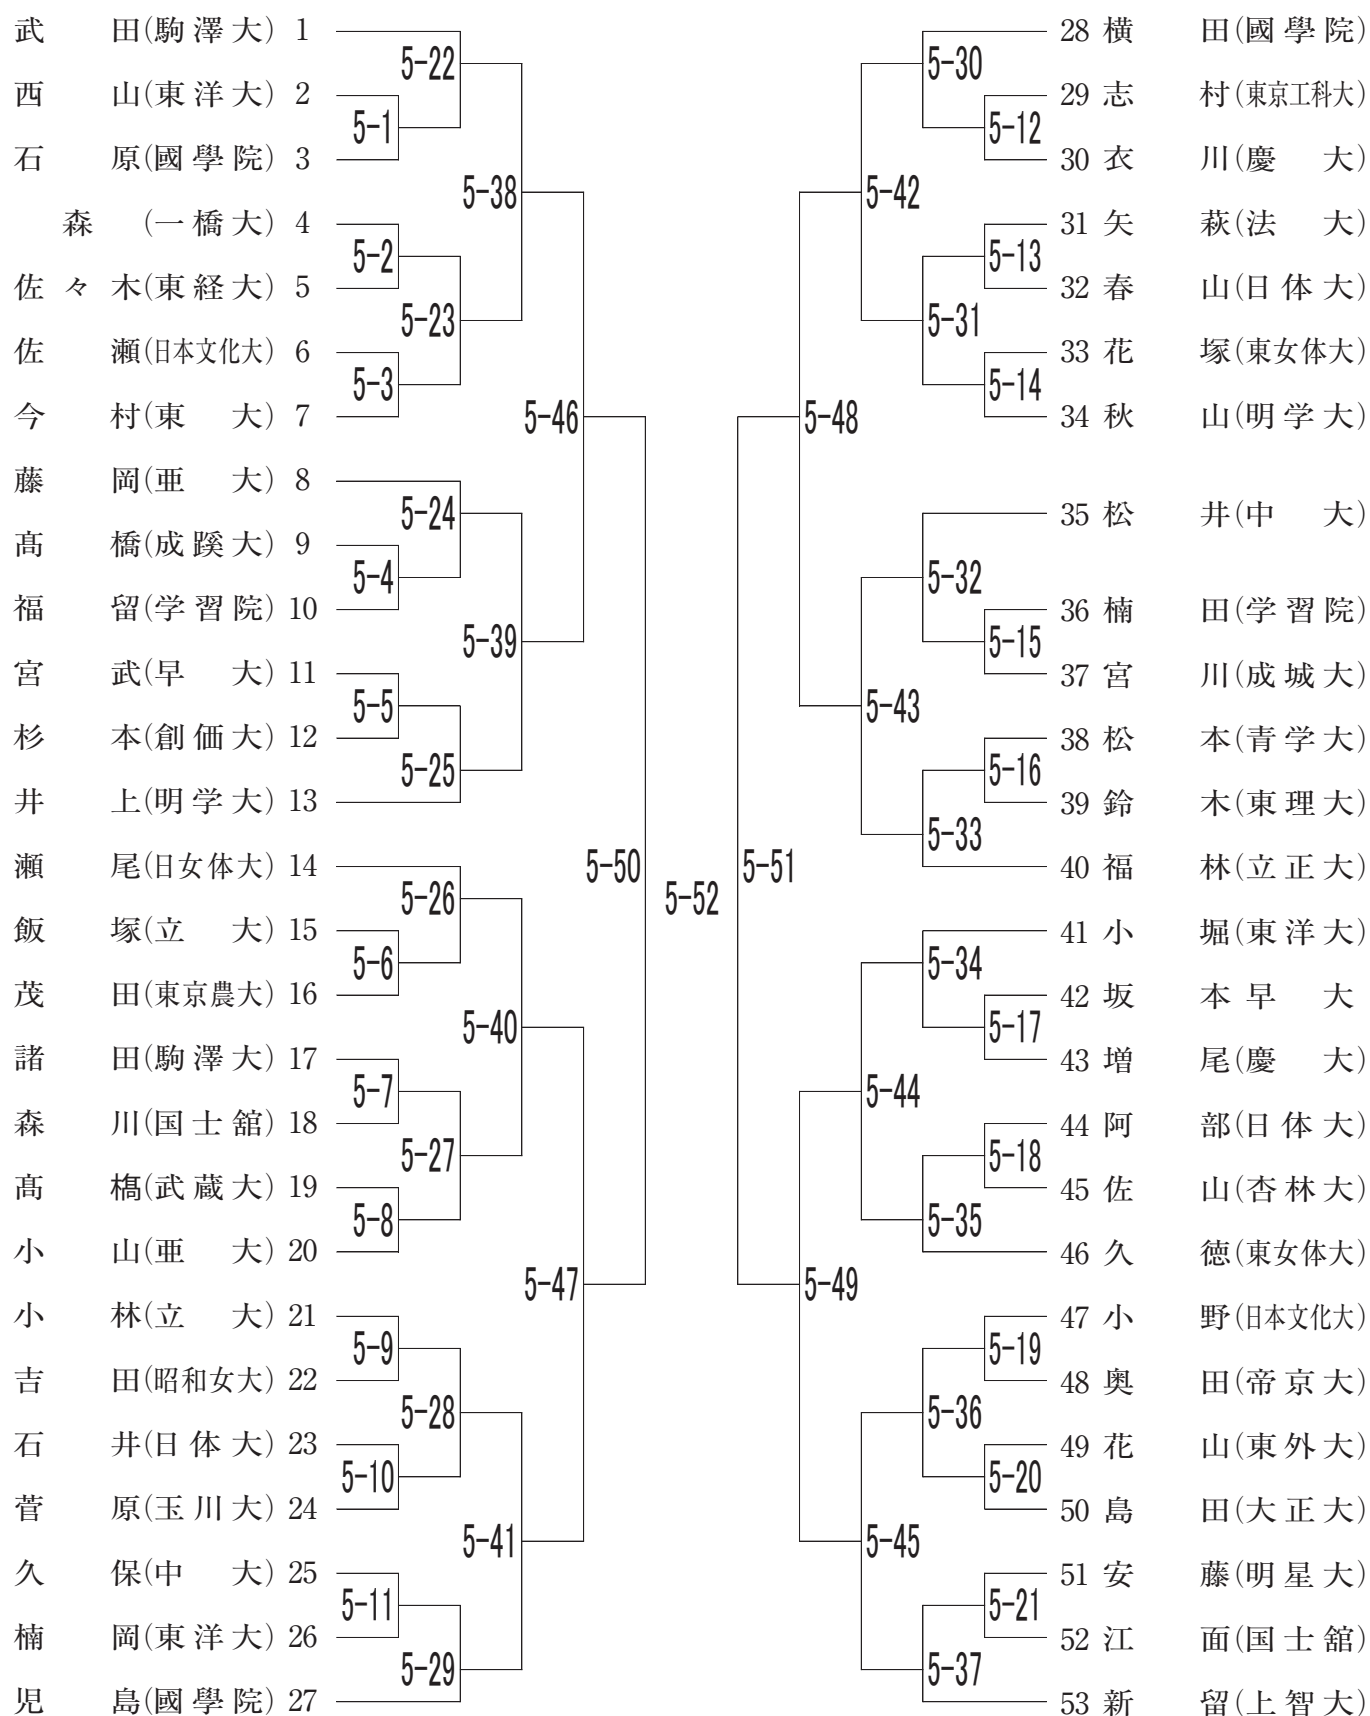 武田(駒澤大) 1
西山(東洋大) 2
石原(國學院) 3
森(一橋大) 4
佐々木(東経大) 5
佐瀬(日本文化大) 6
今村(東大) 7
藤岡(亜大) 8
髙橋(成蹊大) 9
福留(学習院) 10
宮武(早大) 11
杉本(創価大) 12
井上(明学大) 13
瀬尾(日女体大) 14
飯塚(立大) 15
茂田(東京農大) 16
諸田(駒澤大) 17
森川(国士舘) 18
髙槗(武蔵大) 19
小山(亜大) 20
小林(立大) 21
吉田(昭和女大) 22
石井(日体大) 23
菅原(玉川大) 24
久保(中大) 25
楠岡(東洋大) 26
児島(國學院) 27
5-1
5-2
5-3
5-4
5-5
5-6
5-7
5-8
5-9
5-10
5-11
5-22
5-23
5-24
5-25
5-26
5-27
5-28
5-29
5-38
5-39
5-40
5-41
5-46
5-47
5-50
5-52
5-51
5-48
5-49
5-42
5-43
5-44
5-45
5-30
5-31
5-32
5-33
5-34
5-35
5-36
5-37
5-12
5-13
5-14
5-15
5-16
5-17
5-18
5-19
5-20
5-21
28 横田(國學院)
29 志村(東京工科大)
30 衣川(慶大)
31 矢萩(法大)
32 春山(日体大)
33 花塚(東女体大)
34 秋山(明学大)
35 松井(中大)
36 楠田(学習院)
37 宮川(成城大)
38 松本(青学大)
39 鈴木(東理大)
40 福林(立正大)
41 小堀(東洋大)
42 坂本早大
43 増尾(慶大)
44 阿部(日体大)
45 佐山(杏林大)
46 久徳(東女体大)
47 小野(日本文化大)
48 奥田(帝京大)
49 花山(東外大)
50 島田(大正大)
51 安藤(明星大)
52 江面(国士舘)
53 新留(上智大)